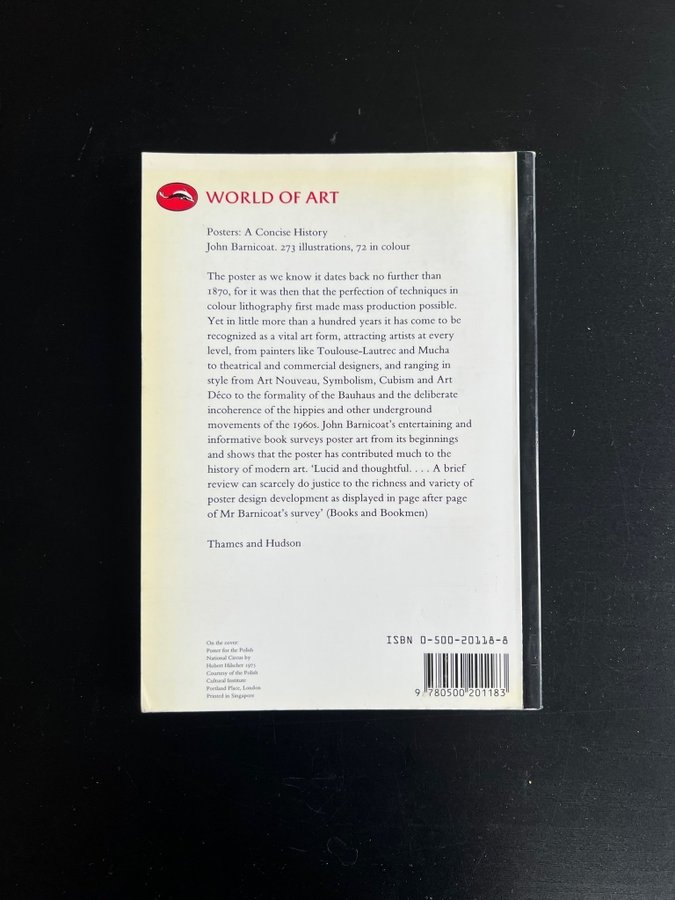 WORLD OF ART
Posters: A Concise History
John Barnicoat. 273 illustrations, 72 in colour
The poster as we know it dates back no further than
1870, for it was then that the perfection of techniques in
colour lithography first made mass production possible.
Yet in little more than a hundred years it has come to be
recognized as a vital art form, attracting artists at every
level, from painters like Toulouse-Lautrec and Mucha
to theatrical and commercial designers, and ranging in
style from Art Nouveau, Symbolism, Cubism and Art
Déco to the formality of the Bauhaus and the deliberate
incoherence of the hippies and other underground
movements of the 1960s. John Barnicoat's entertaining and
informative book surveys poster art from its beginnings
and shows that the poster has contributed much to the
history of modern art. ‘Lucid and thoughtful. . . . A brief
review can scarcely do justice to the richness and variety of
poster design development as displayed in page after page
of Mr Barnicoat's survey’ (Books and Bookmen)
Thames and Hudson
On the cover:
Poster for the Polish
National Circus by
Hubert Hilscher 1973
Courtesy of the Polish
Cultural Institute
Portland Place, London
Printed in Singapore
ISBN 0-500-20118-8
9 780500 201183